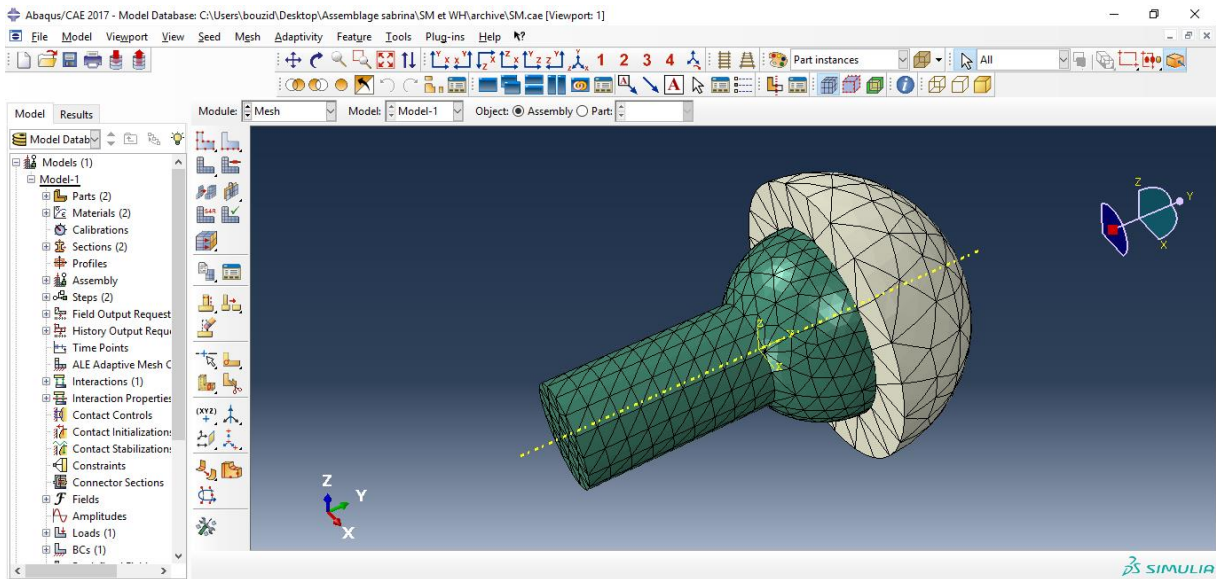 Abaqus/CAE 2017 - Model Database: C:\Users\bouzid\Desktop\Assemblage sabrina\SM et WH\archive\SM.cae [Viewport: 1]
File Model Viewport View Seed Mesh Adaptivity Feature Tools Plug-ins Help
1 2 3 4 Part instances All
Model Results
Module: Mesh Model: Model-1 Object: Assembly Part:
Model Datab
Models (1)
Model-1
Parts (2)
Materials (2)
Calibrations
Sections (2)
Profiles
Assembly
Steps (2)
Field Output Request
History Output Reque
Time Points
ALE Adaptive Mesh C
Interactions (1)
Interaction Properties
Contact Controls
Contact Initializations
Contact Stabilizations
Constraints
Connector Sections
Fields
Amplitudes
Loads (1)
BCs (1)
(XYZ)
Z
Y
X
Z
Y
X
SIMULIA